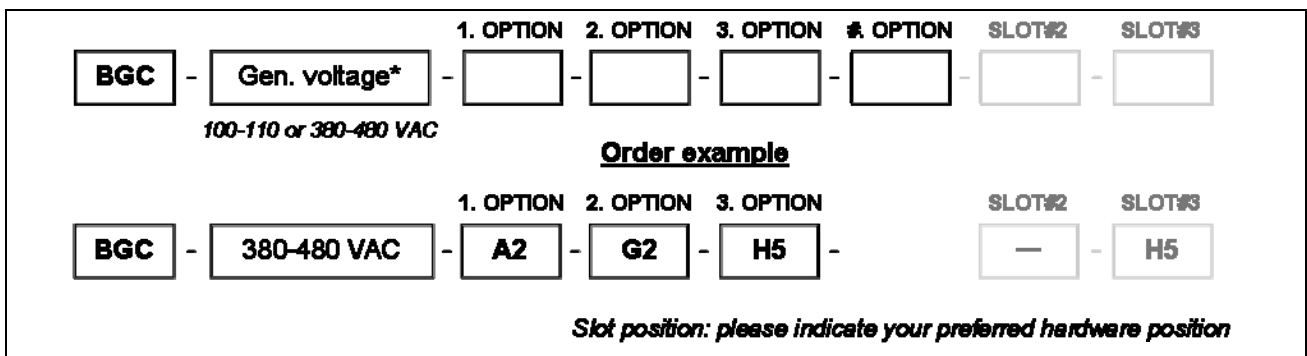 1. OPTION 2. OPTION 3. OPTION #. OPTION SLOT#2 SLOT#3
BGC - Gen. voltage* - - - - - -
100-110 or 380-480 VAC
Order example
1. OPTION 2. OPTION 3. OPTION SLOT#2 SLOT#3
BGC - 380-480 VAC - A2 - G2 - H5 - — - H5
Slot position: please indicate your preferred hardware position